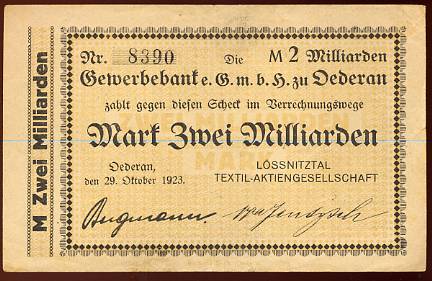 M Zwei Milliarden
Nr. 8390 Die M 2 Milliarden
Gewerbebank e. G. m. b. H. zu Oederan
zahlt gegen diesen Scheck im Verrechnungswege
Mark Zwei Milliarden
Oederan,
den 29. Oktober 1923.
LÖSSNITZTAL
TEXTIL-AKTIENGESELLSCHAFT